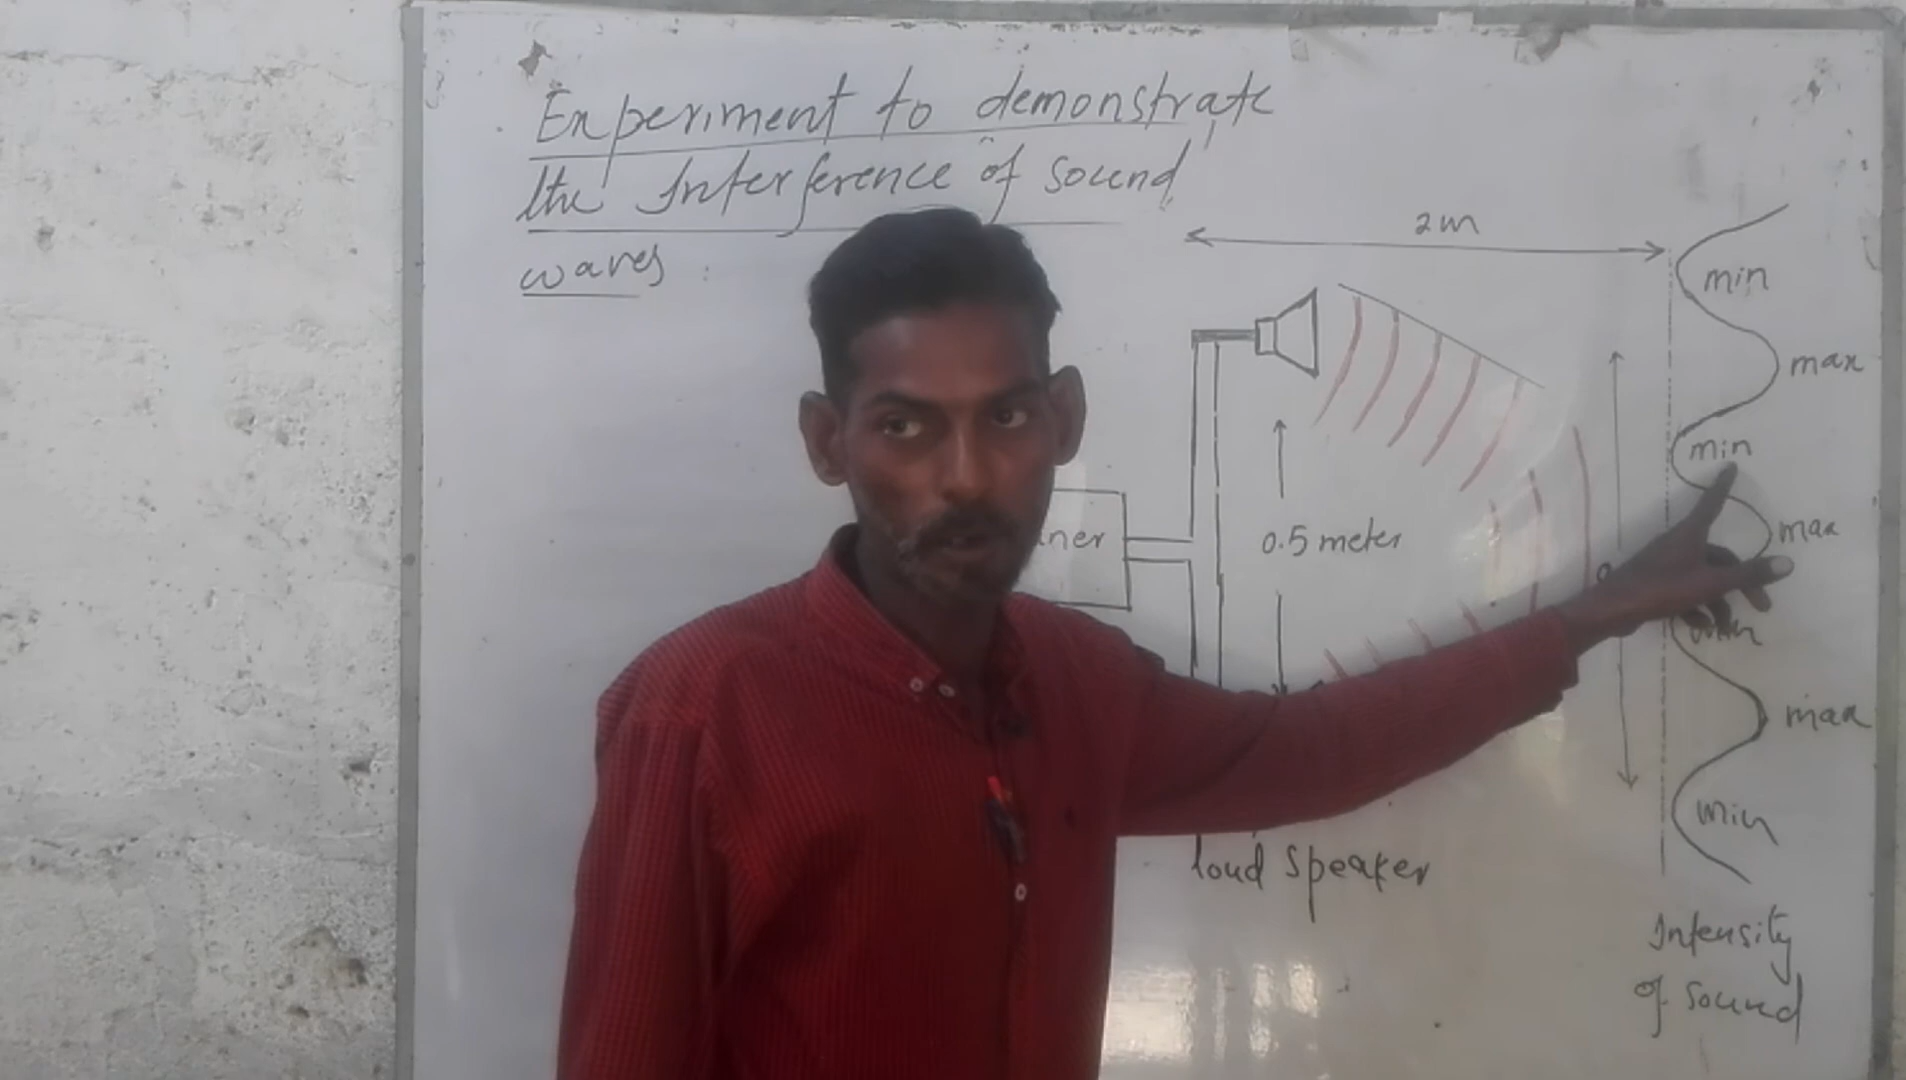 Experiment to demonstrate
the Interference of sound
waves :
2m
min
max
min
0.5 meter
max
min
max
min
loud speaker
Intensity
of sound